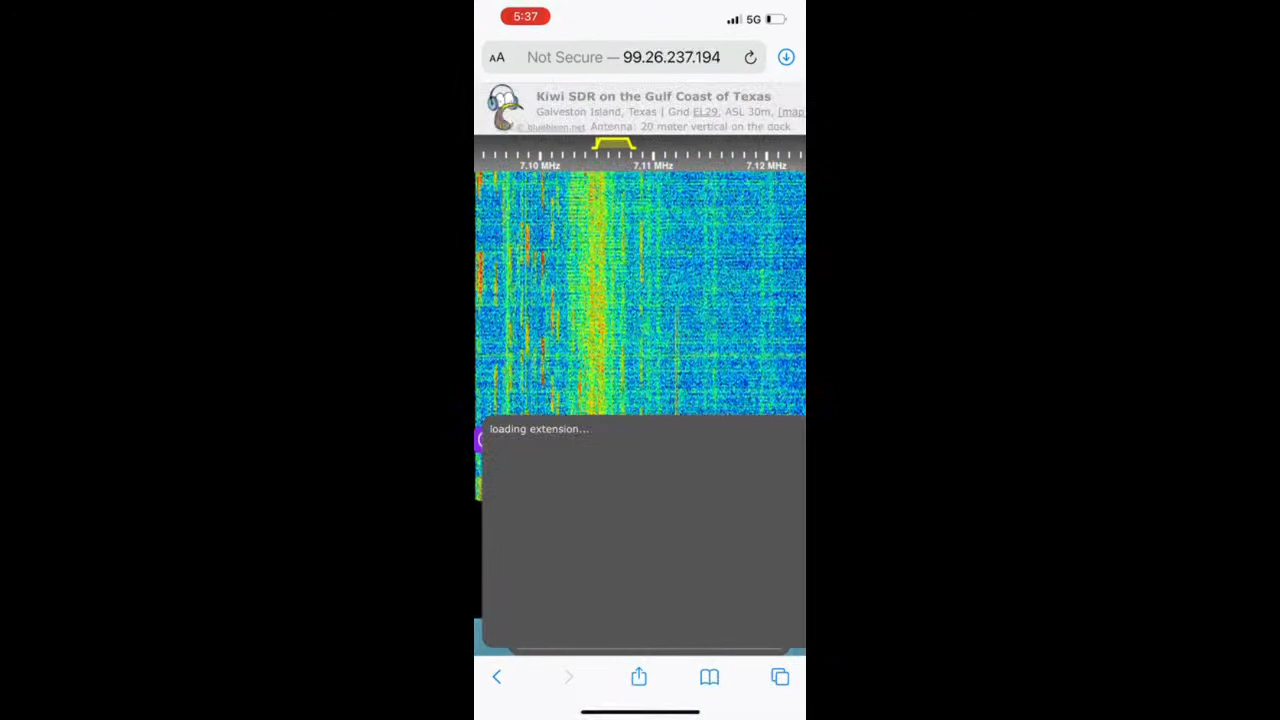 5:37
5G
AA Not Secure — 99.26.237.194
Kiwi SDR on the Gulf Coast of Texas
Galveston Island, Texas | Grid EL29, ASL 30m, [map
© bluebison.net Antenna: 20 meter vertical on the dock
7.10 MHz 7.11 MHz 7.12 MHz
loading extension...